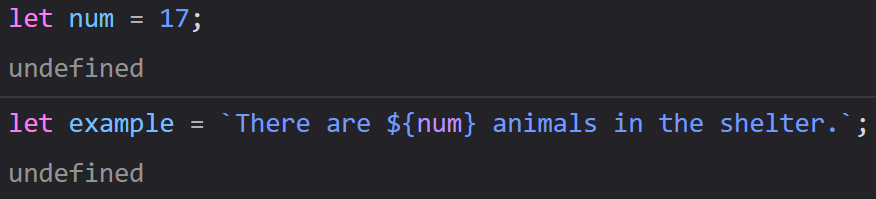 let num = 17;
undefined
let example = `There are ${num} animals in the shelter.`;
undefined